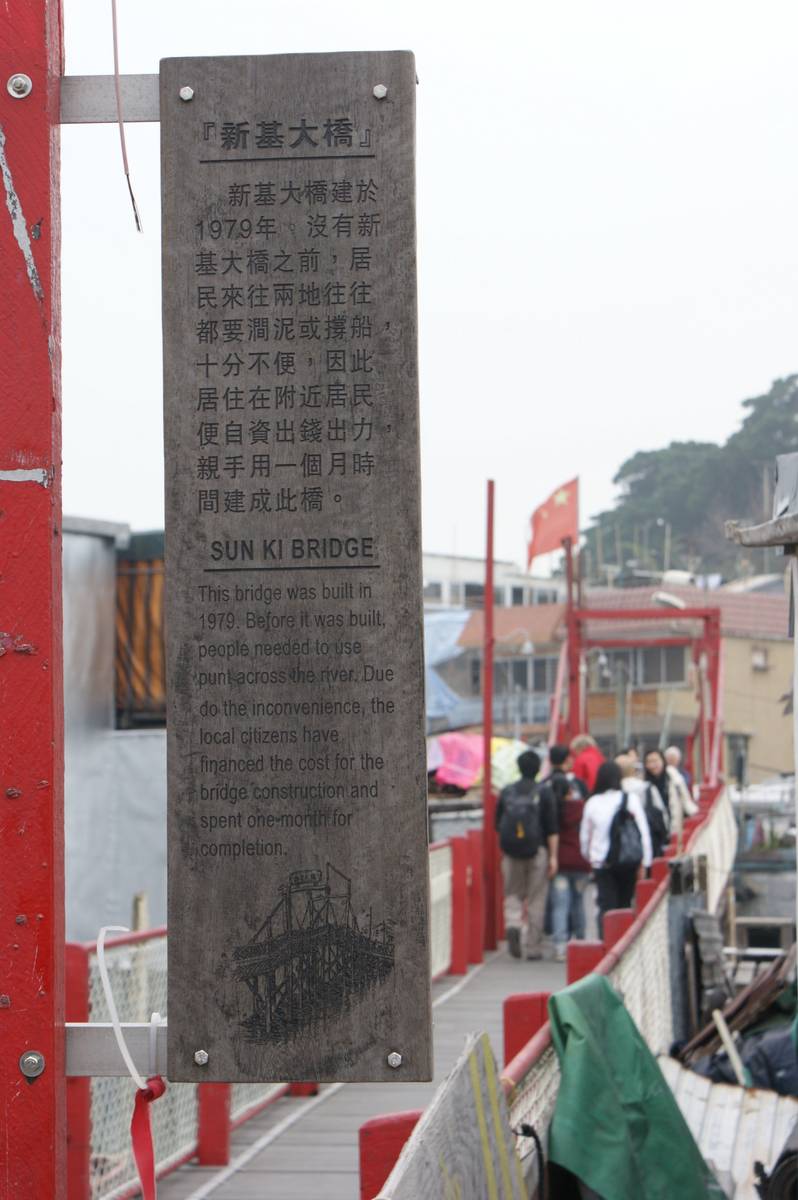 『新基大橋』
新基大橋建於
1979年。沒有新
基大橋之前，居
民來往兩地往往
都要澗泥或撐船，
十分不便，因此
居住在附近居民
便自資出錢出力，
親手用一個月時
間建成此橋。
SUN KI BRIDGE
This bridge was built in
1979. Before it was built,
people needed to use
punt across the river. Due
do the inconvenience, the
local citizens have
financed the cost for the
bridge construction and
spent one-month for
completion.